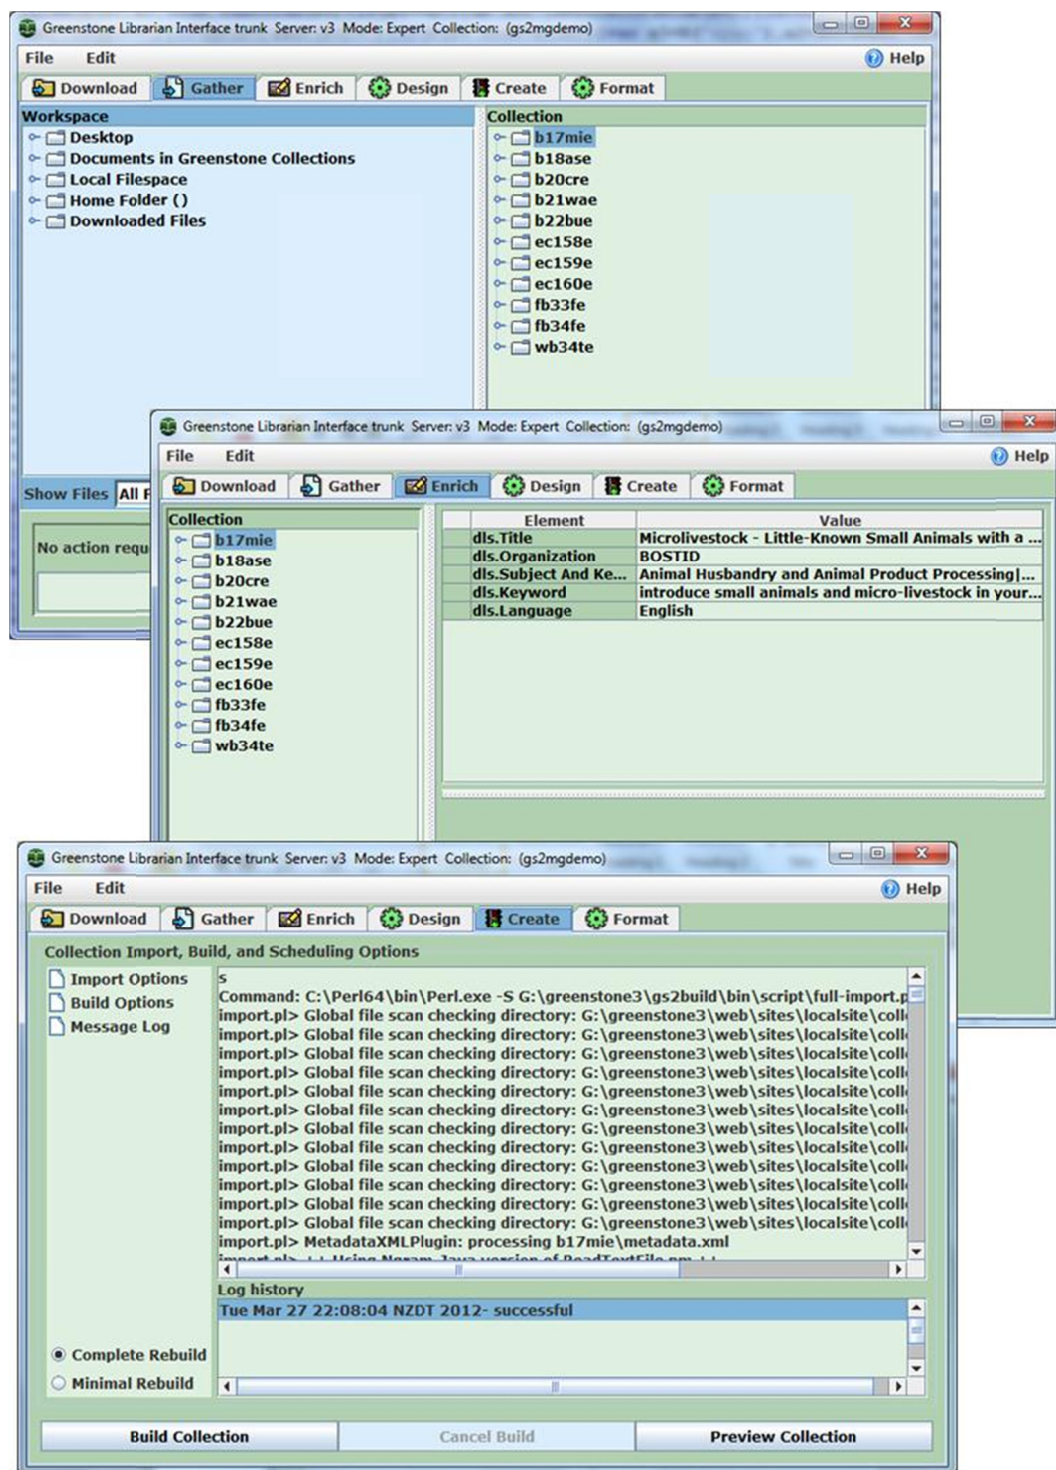 Greenstone Librarian Interface trunk Server: v3 Mode: Expert Collection: (gs2mgdemo)
File Edit Help
Download Gather Enrich Design Create Format
Workspace
Desktop
Documents in Greenstone Collections
Local Filespace
Home Folder ()
Downloaded Files
Collection
b17mie
b18ase
b20cre
b21wae
b22bue
ec158e
ec159e
ec160e
fb33fe
fb34fe
wb34te
Show Files All F
No action requ
Greenstone Librarian Interface trunk Server: v3 Mode: Expert Collection: (gs2mgdemo)
File Edit Help
Download Gather Enrich Design Create Format
Collection
b17mie
b18ase
b20cre
b21wae
b22bue
ec158e
ec159e
ec160e
fb33fe
fb34fe
wb34te
Element Value
dls.Title Microlivestock - Little-Known Small Animals with a ...
dls.Organization BOSTID
dls.Subject And Ke... Animal Husbandry and Animal Product Processing|...
dls.Keyword introduce small animals and micro-livestock in your...
dls.Language English
Greenstone Librarian Interface trunk Server: v3 Mode: Expert Collection: (gs2mgdemo)
File Edit Help
Download Gather Enrich Design Create Format
Collection Import, Build, and Scheduling Options
Import Options
Build Options
Message Log
s
Command: C:\Perl64\bin\Perl.exe -S G:\greenstone3\gs2build\bin\script\full-import.p
import.pl> Global file scan checking directory: G:\greenstone3\web\sites\localsite\coll
import.pl> Global file scan checking directory: G:\greenstone3\web\sites\localsite\coll
import.pl> Global file scan checking directory: G:\greenstone3\web\sites\localsite\coll
import.pl> Global file scan checking directory: G:\greenstone3\web\sites\localsite\coll
import.pl> Global file scan checking directory: G:\greenstone3\web\sites\localsite\coll
import.pl> Global file scan checking directory: G:\greenstone3\web\sites\localsite\coll
import.pl> Global file scan checking directory: G:\greenstone3\web\sites\localsite\coll
import.pl> Global file scan checking directory: G:\greenstone3\web\sites\localsite\coll
import.pl> Global file scan checking directory: G:\greenstone3\web\sites\localsite\coll
import.pl> Global file scan checking directory: G:\greenstone3\web\sites\localsite\coll
import.pl> Global file scan checking directory: G:\greenstone3\web\sites\localsite\coll
import.pl> Global file scan checking directory: G:\greenstone3\web\sites\localsite\coll
import.pl> MetadataXMLPlugin: processing b17mie\metadata.xml
import.pl> ++ Using Ngram Java version of ReadTextFile.pm ++
Log history
Tue Mar 27 22:08:04 NZDT 2012- successful
Complete Rebuild
Minimal Rebuild
Build Collection Cancel Build Preview Collection